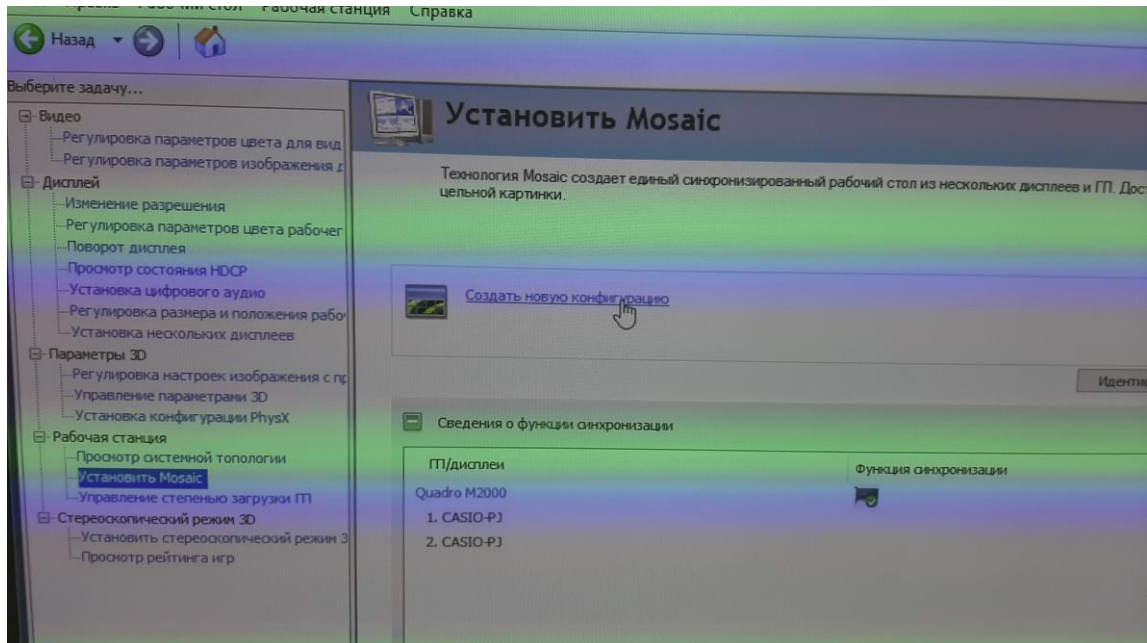 Рабочий стол Рабочая станция Справка
Назад
Выберите задачу...
Видео
Регулировка параметров цвета для вид
Регулировка параметров изображения д
Дисплей
Изменение разрешения
Регулировка параметров цвета рабочег
Поворот дисплея
Просмотр состояния HDCP
Установка цифрового аудио
Регулировка размера и положения рабо
Установка нескольких дисплеев
Параметры 3D
Регулировка настроек изображения с пр
Управление параметрами 3D
Установка конфигурации PhysX
Рабочая станция
Просмотр системной топологии
Установить Mosaic
Управление степенью загрузки ГП
Стереоскопический режим 3D
Установить стереоскопический режим 3
Просмотр рейтинга игр
Установить Mosaic
Технология Mosaic создает единый синхронизированный рабочий стол из нескольких дисплеев и ГП. Дос
цельной картинки.
Создать новую конфигурацию
Иденти
Сведения о функции синхронизации
ГП/дисплеи
Функция синхронизации
Quadro M2000
1. CASIO-PJ
2. CASIO-PJ